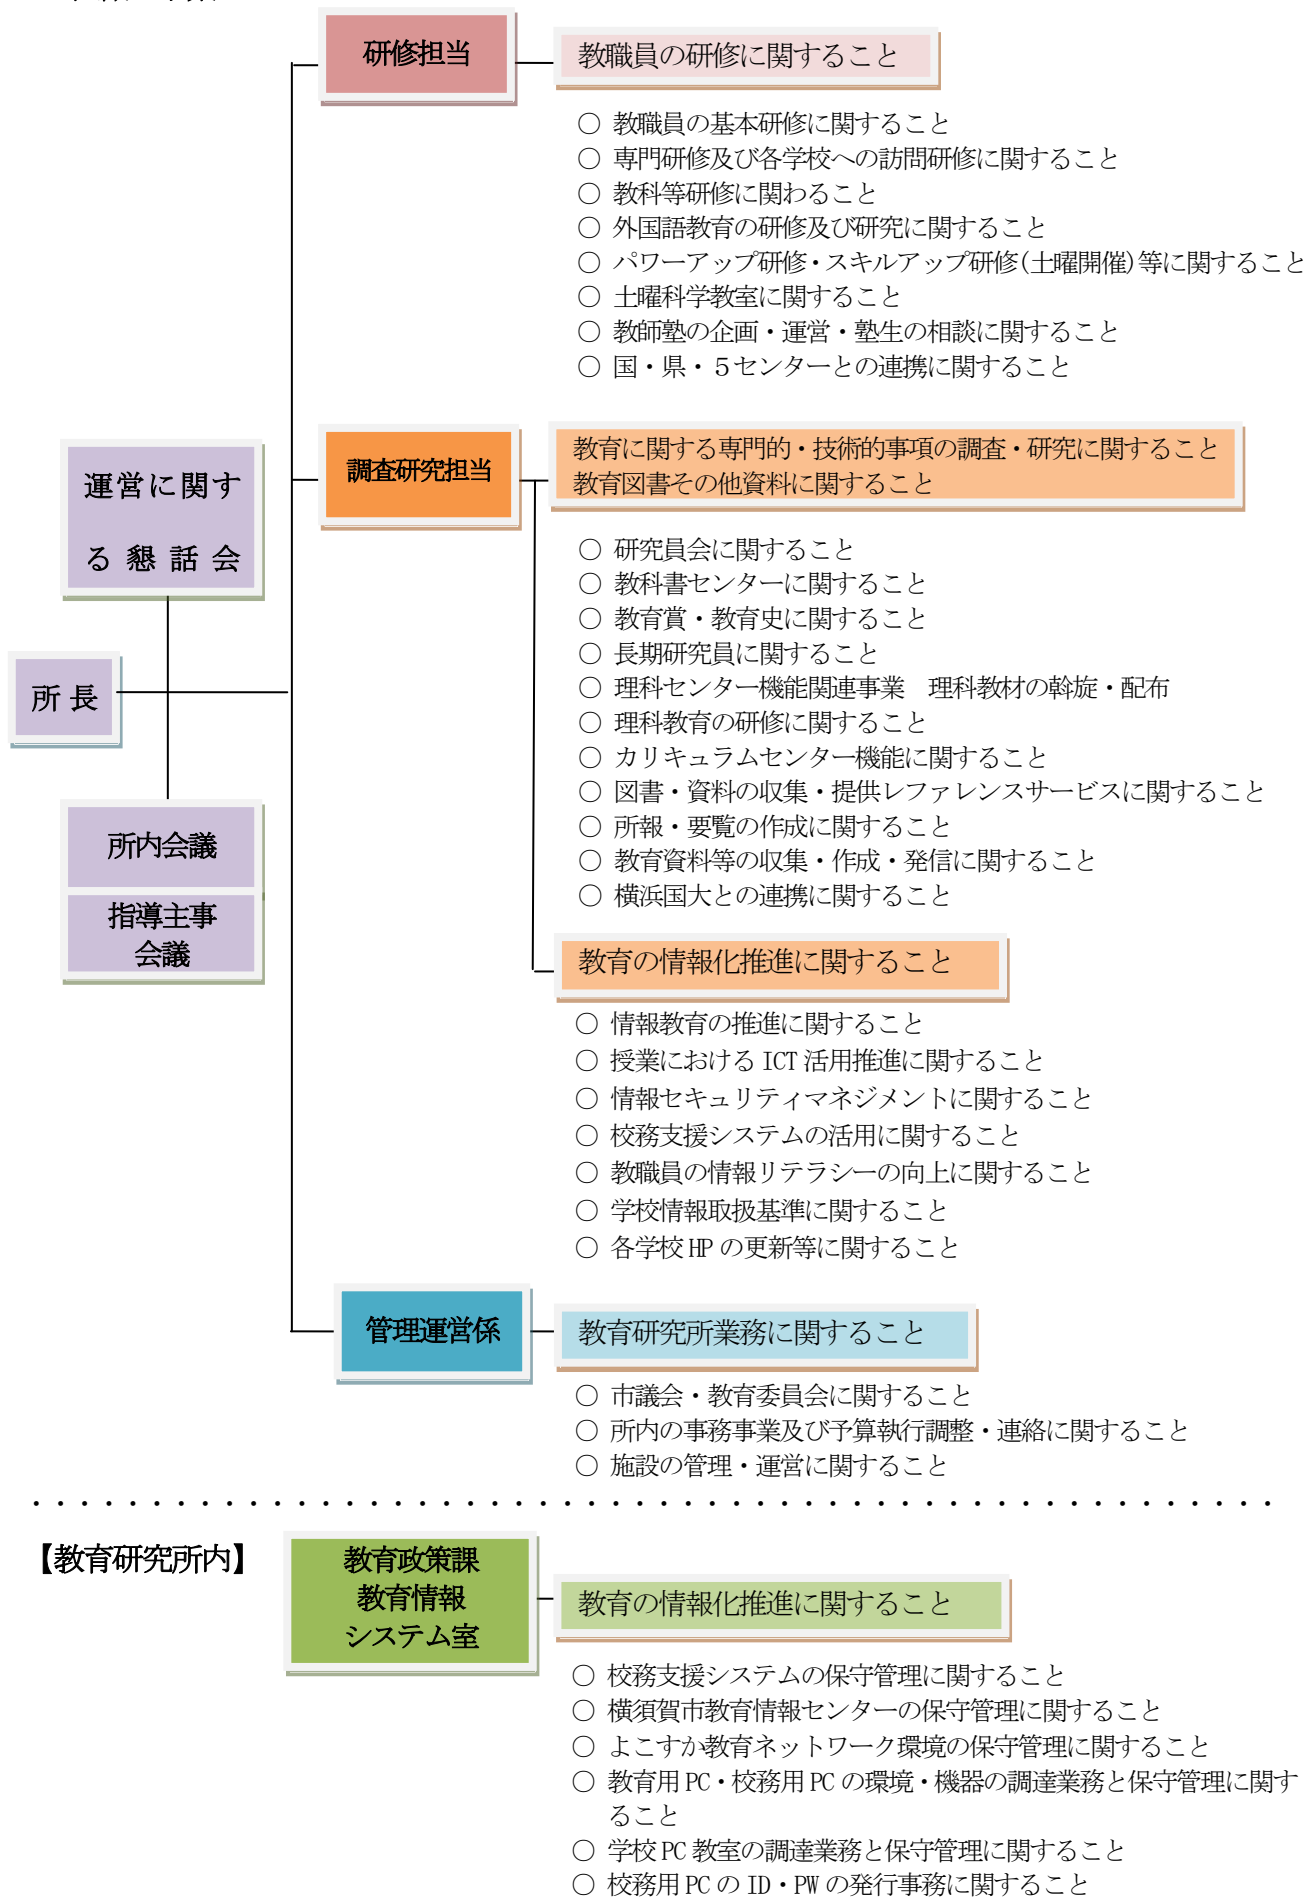 研修担当
教職員の研修に関すること
○ 教職員の基本研修に関すること
○ 専門研修及び各学校への訪問研修に関すること
○ 教科等研修に関わること
○ 外国語教育の研修及び研究に関すること
○ パワーアップ研修・スキルアップ研修(土曜開催)等に関すること
○ 土曜科学教室に関すること
○ 教師塾の企画・運営・塾生の相談に関すること
○ 国・県・５センターとの連携に関すること
運営に関す
る懇話会
所長
所内会議
指導主事
会議
調査研究担当
教育に関する専門的・技術的事項の調査・研究に関すること
教育図書その他資料に関すること
○ 研究員会に関すること
○ 教科書センターに関すること
○ 教育賞・教育史に関すること
○ 長期研究員に関すること
○ 理科センター機能関連事業　理科教材の斡旋・配布
○ 理科教育の研修に関すること
○ カリキュラムセンター機能に関すること
○ 図書・資料の収集・提供レファレンスサービスに関すること
○ 所報・要覧の作成に関すること
○ 教育資料等の収集・作成・発信に関すること
○ 横浜国大との連携に関すること
教育の情報化推進に関すること
○ 情報教育の推進に関すること
○ 授業における ICT 活用推進に関すること
○ 情報セキュリティマネジメントに関すること
○ 校務支援システムの活用に関すること
○ 教職員の情報リテラシーの向上に関すること
○ 学校情報取扱基準に関すること
○ 各学校 HP の更新等に関すること
管理運営係
教育研究所業務に関すること
○ 市議会・教育委員会に関すること
○ 所内の事務事業及び予算執行調整・連絡に関すること
○ 施設の管理・運営に関すること
・・・・・・・・・・・・・・・・・・・・・・・・・・・・・・・・・・・・・・・・・・・・・・・・・・・・
【教育研究所内】
教育政策課
教育情報
システム室
教育の情報化推進に関すること
○ 校務支援システムの保守管理に関すること
○ 横須賀市教育情報センターの保守管理に関すること
○ よこすか教育ネットワーク環境の保守管理に関すること
○ 教育用 PC・校務用 PC の環境・機器の調達業務と保守管理に関す
ること
○ 学校 PC 教室の調達業務と保守管理に関すること
○ 校務用 PC の ID・PW の発行事務に関すること